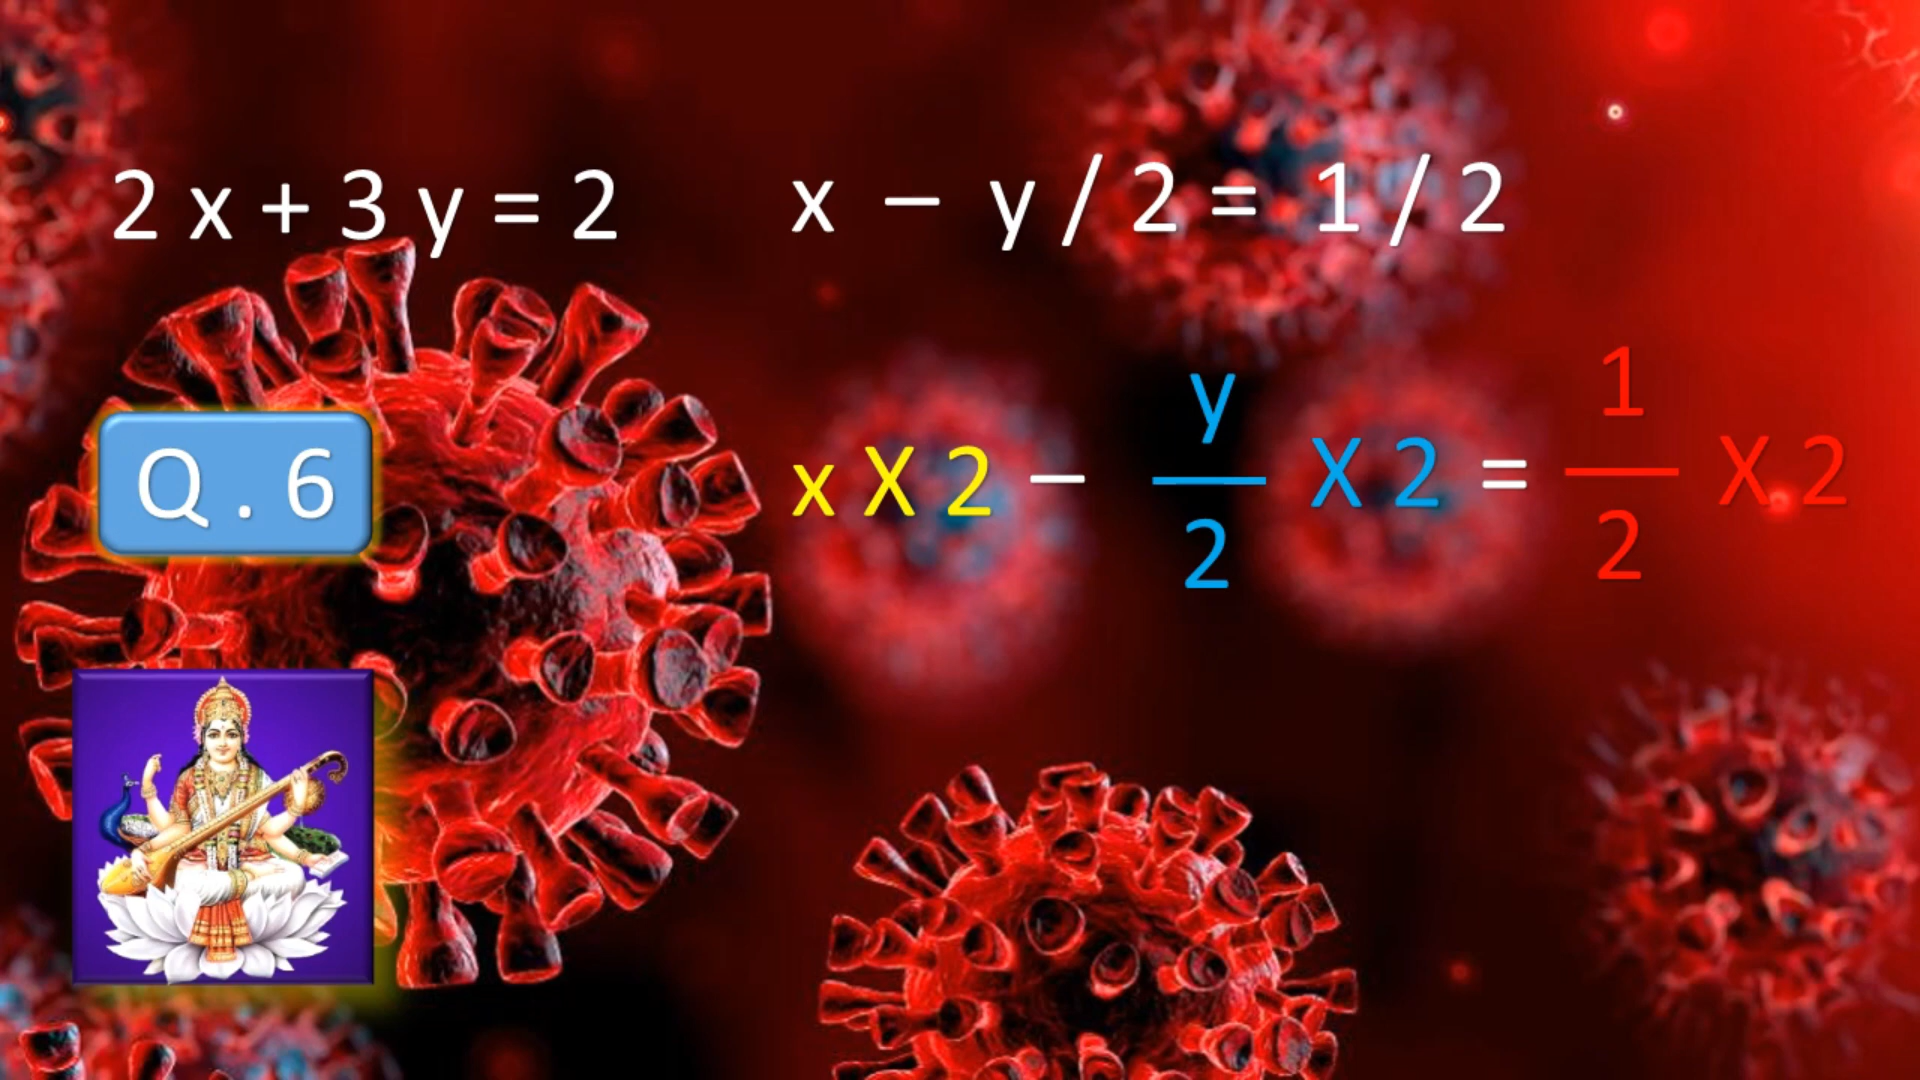 2 x + 3 y = 2
x – y / 2 = 1 / 2
Q . 6
x X 2 – y/2 X 2 = 1/2 X 2